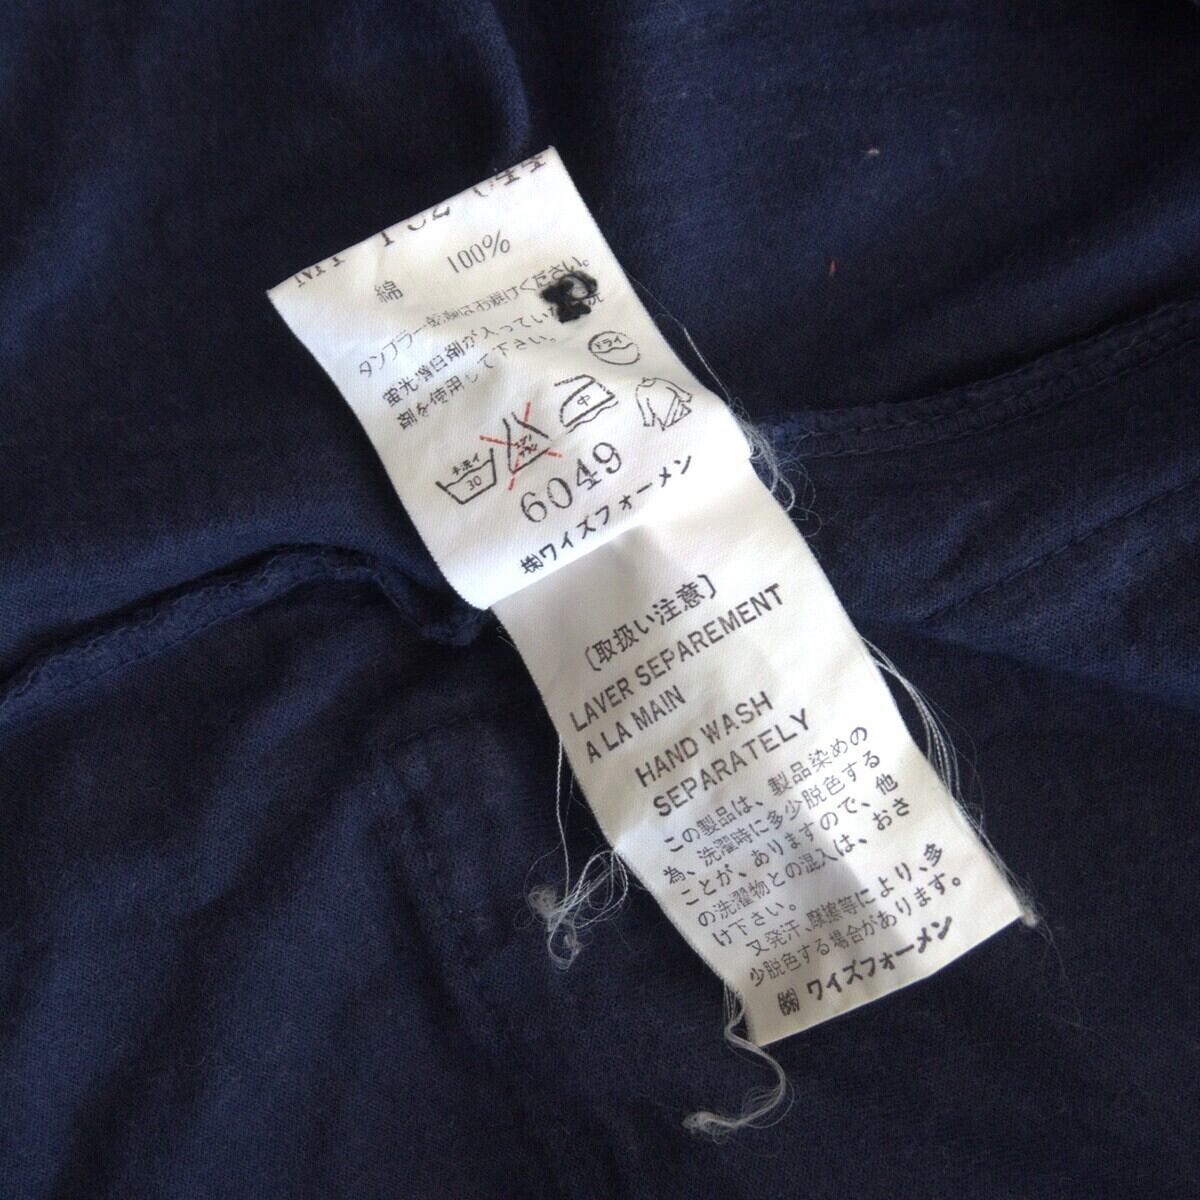 綿 100%
タンブラー乾燥はお避けください。
蛍光増白剤が入っていない洗
剤を使用して下さい。
ドライ
中
手洗イ
30
エンソ
サラシ
6049
㈱ワイズフォーメン
〔取扱い注意〕
LAVER SEPAREMENT
A LA MAIN
HAND WASH
SEPARATELY
この製品は、製品染めの
為、洗濯時に多少脱色する
ことが、ありますので、他
の洗濯物との混入は、おさ
け下さい。
又発汗、摩擦等により、多
少脱色する場合があります。
㈱ワイズフォーメン